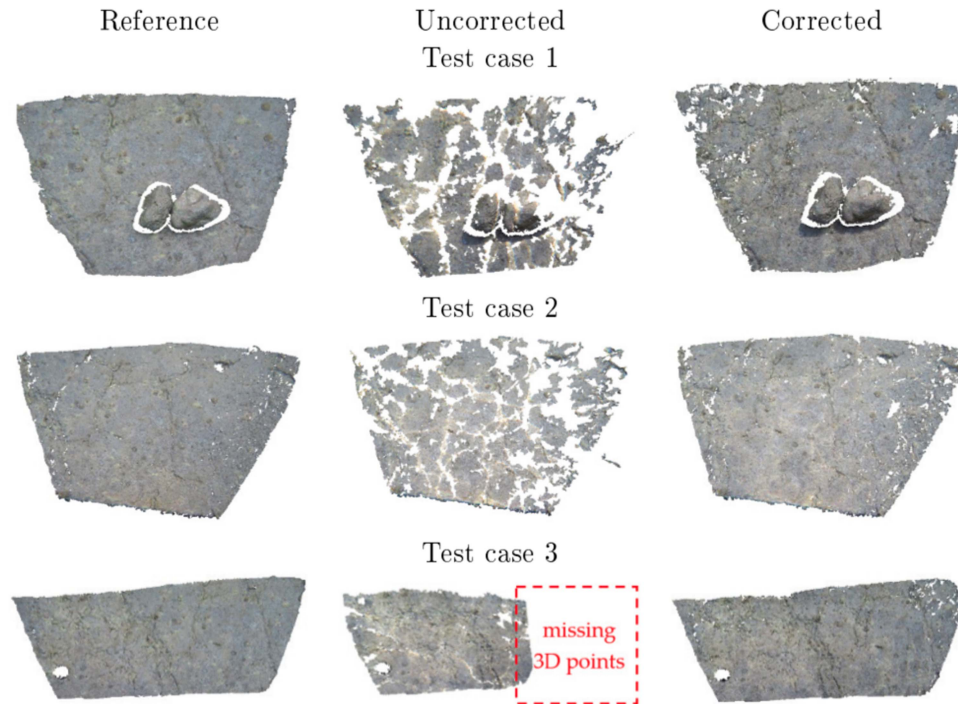 Reference
Uncorrected
Corrected
Test case 1
Test case 2
Test case 3
missing
3D points